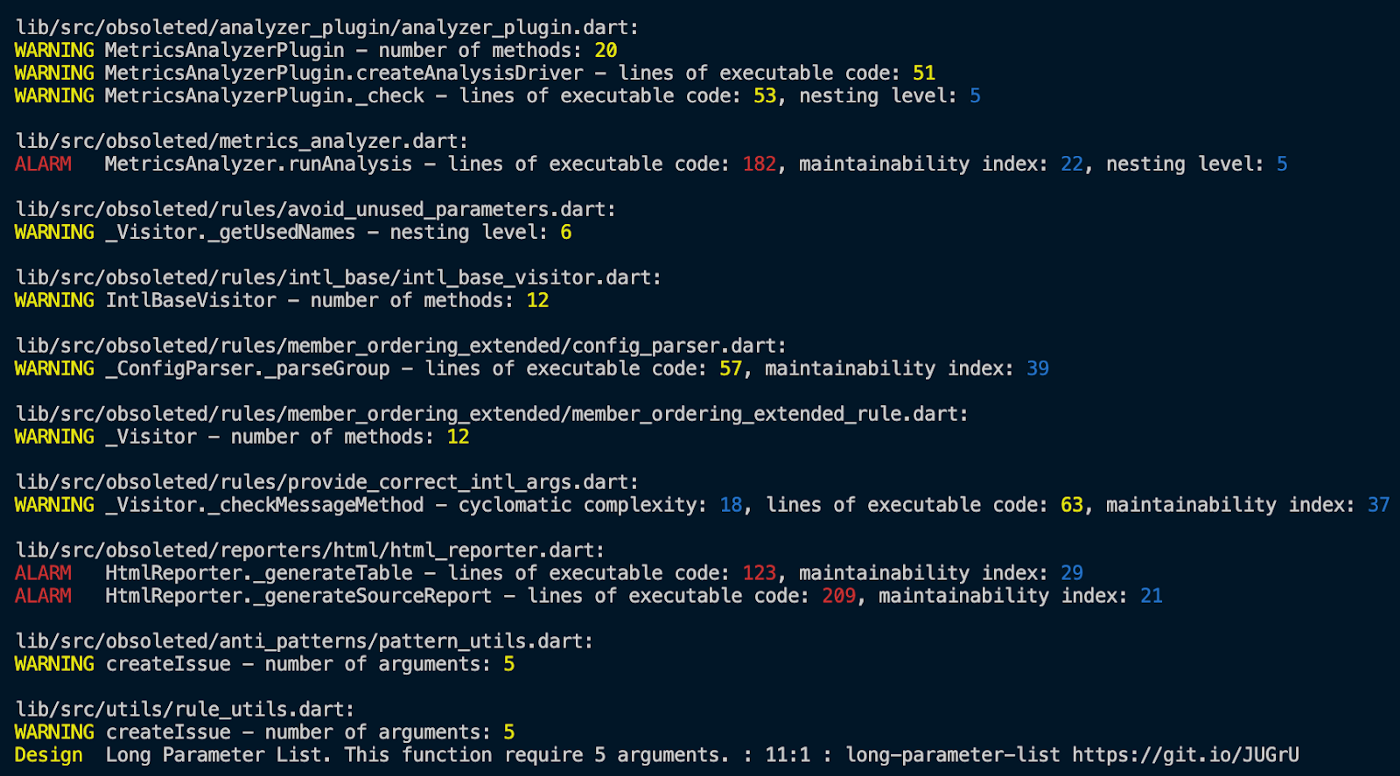 lib/src/obsoleted/analyzer_plugin/analyzer_plugin.dart:
WARNING MetricsAnalyzerPlugin - number of methods: 20
WARNING MetricsAnalyzerPlugin.createAnalysisDriver - lines of executable code: 51
WARNING MetricsAnalyzerPlugin._check - lines of executable code: 53, nesting level: 5
lib/src/obsoleted/metrics_analyzer.dart:
ALARM   MetricsAnalyzer.runAnalysis - lines of executable code: 182, maintainability index: 22, nesting level: 5
lib/src/obsoleted/rules/avoid_unused_parameters.dart:
WARNING _Visitor._getUsedNames - nesting level: 6
lib/src/obsoleted/rules/intl_base/intl_base_visitor.dart:
WARNING IntlBaseVisitor - number of methods: 12
lib/src/obsoleted/rules/member_ordering_extended/config_parser.dart:
WARNING _ConfigParser._parseGroup - lines of executable code: 57, maintainability index: 39
lib/src/obsoleted/rules/member_ordering_extended/member_ordering_extended_rule.dart:
WARNING _Visitor - number of methods: 12
lib/src/obsoleted/rules/provide_correct_intl_args.dart:
WARNING _Visitor._checkMessageMethod - cyclomatic complexity: 18, lines of executable code: 63, maintainability index: 37
lib/src/obsoleted/reporters/html/html_reporter.dart:
ALARM   HtmlReporter._generateTable - lines of executable code: 123, maintainability index: 29
ALARM   HtmlReporter._generateSourceReport - lines of executable code: 209, maintainability index: 21
lib/src/obsoleted/anti_patterns/pattern_utils.dart:
WARNING createIssue - number of arguments: 5
lib/src/utils/rule_utils.dart:
WARNING createIssue - number of arguments: 5
Design  Long Parameter List. This function require 5 arguments. : 11:1 : long-parameter-list https://git.io/JUGrU